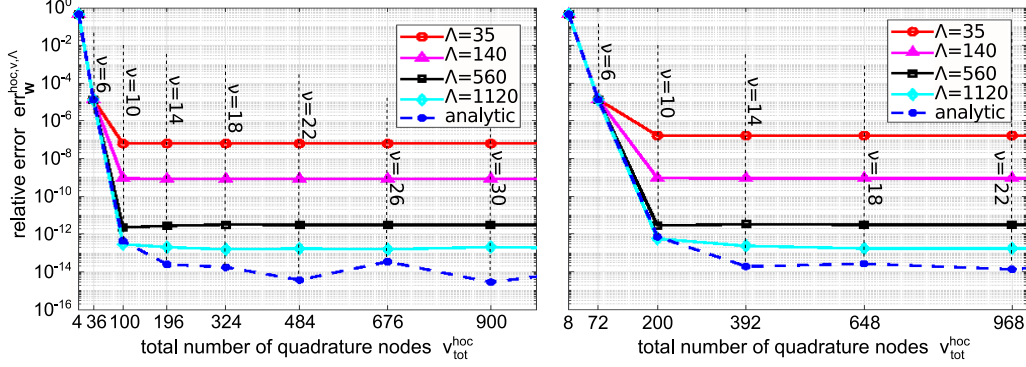 10^0
10^-2
10^-4
10^-6
10^-8
10^-10
10^-12
10^-14
10^-16
relative error err_w^hoc,ν,Λ
ν=6
ν=10
ν=14
ν=18
ν=22
ν=26
ν=30
Λ=35
Λ=140
Λ=560
Λ=1120
analytic
4 36 100 196 324 484 676 900
total number of quadrature nodes ν_tot^hoc
ν=6
ν=10
ν=14
ν=18
ν=22
Λ=35
Λ=140
Λ=560
Λ=1120
analytic
8 72 200 392 648 968
total number of quadrature nodes ν_tot^hoc